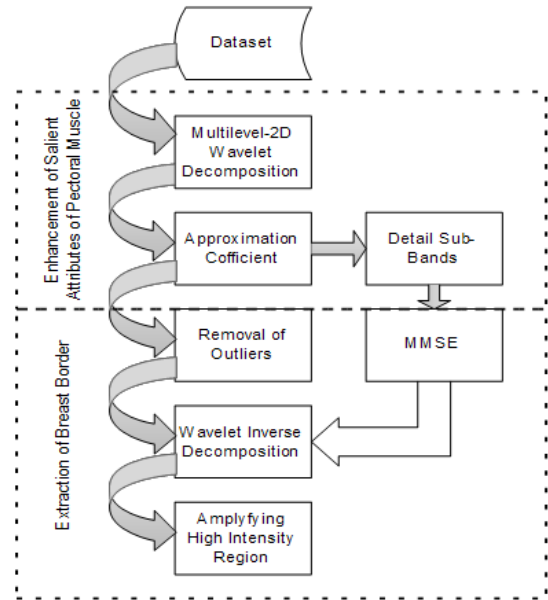 Dataset
Enhancement of Salient
Attributes of Pectoral Muscle
Multilevel-2D
Wavelet
Decomposition
Approximation
Cofficient
Detail Sub-
Bands
Extraction of Breast Border
Removal of
Outliers
MMSE
Wavelet Inverse
Decomposition
Amplyfying
High Intensity
Region